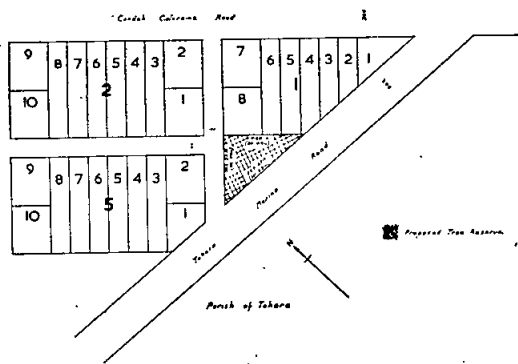 Condah Coleraine Road
9 8 7 6 5 4 3 2
2
10 1
7 6 5 4 3 2 1
1
8
9 8 7 6 5 4 3 2
5
10 1
Tahara Merino Road
Proposed Tree Reserve
N
Parish of Tahara